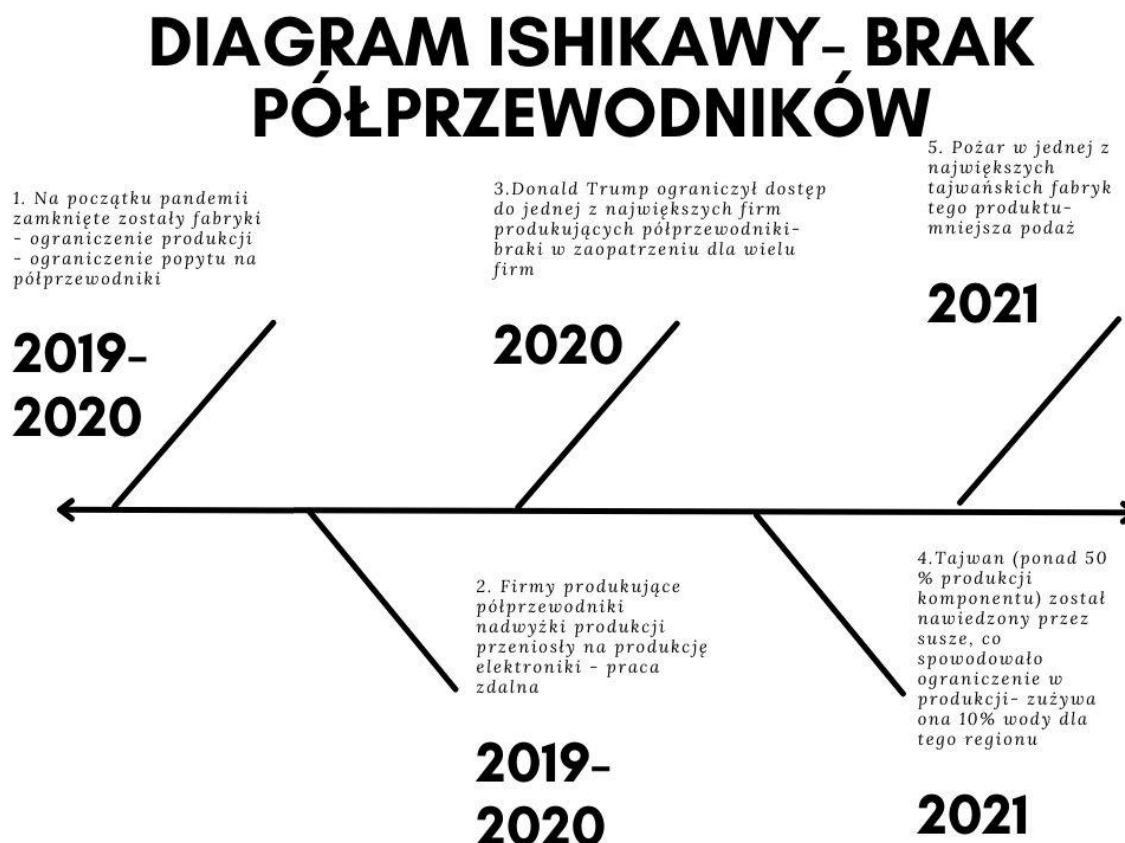 DIAGRAM ISHIKAWY- BRAK
PÓŁPRZEWODNIKÓW
1. Na początku pandemii
zamknięte zostały fabryki
- ograniczenie produkcji
- ograniczenie popytu na
półprzewodniki
2019-
2020
2. Firmy produkujące
półprzewodniki
nadwyżki produkcji
przeniosły na produkcję
elektroniki - praca
zdalna
2019-
2020
3.Donald Trump ograniczył dostęp
do jednej z największych firm
produkujących półprzewodniki-
braki w zaopatrzeniu dla wielu
firm
2020
4.Tajwan (ponad 50
% produkcji
komponentu) został
nawiedzony przez
susze, co
spowodowało
ograniczenie w
produkcji- zużywa
ona 10% wody dla
tego regionu
2021
5. Pożar w jednej z
największych
tajwańskich fabryk
tego produktu-
mniejsza podaż
2021